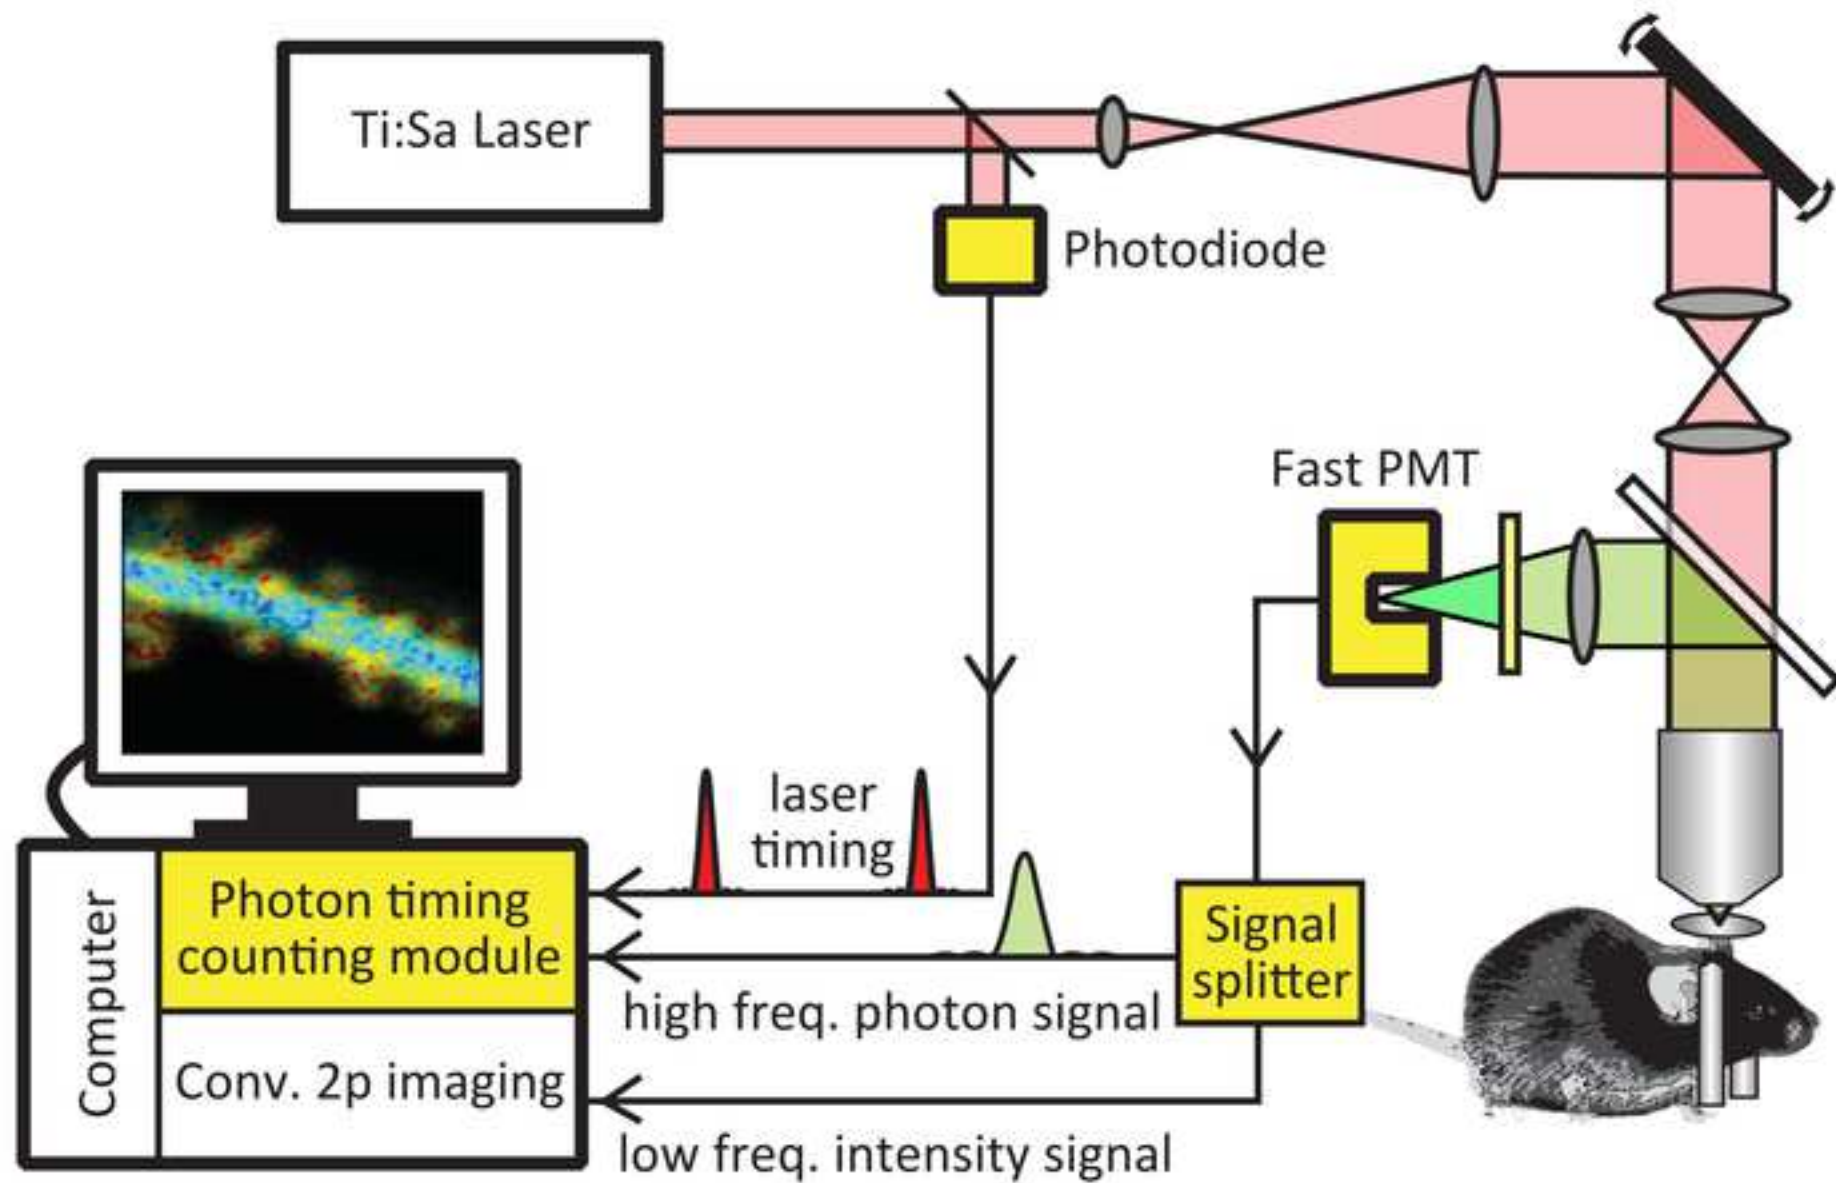 Ti:Sa Laser
Photodiode
Fast PMT
laser
timing
Computer
Photon timing
counting module
Signal
splitter
high freq. photon signal
Conv. 2p imaging
low freq. intensity signal